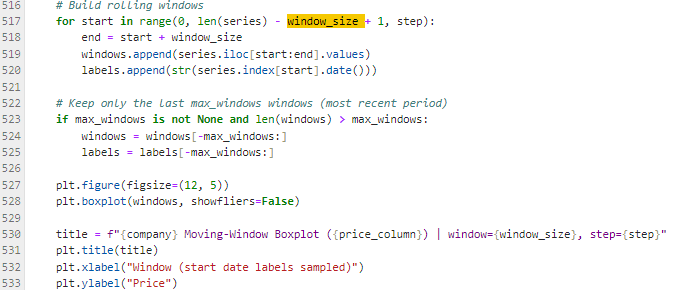 516 # Build rolling windows
517 for start in range(0, len(series) - window_size + 1, step):
518 end = start + window_size
519 windows.append(series.iloc[start:end].values)
520 labels.append(str(series.index[start].date()))
521
522 # Keep only the last max_windows windows (most recent period)
523 if max_windows is not None and len(windows) > max_windows:
524 windows = windows[-max_windows:]
525 labels = labels[-max_windows:]
526
527 plt.figure(figsize=(12, 5))
528 plt.boxplot(windows, showfliers=False)
529
530 title = f"{company} Moving-Window Boxplot ({price_column}) | window={window_size}, step={step}"
531 plt.title(title)
532 plt.xlabel("Window (start date labels sampled)")
533 plt.ylabel("Price")